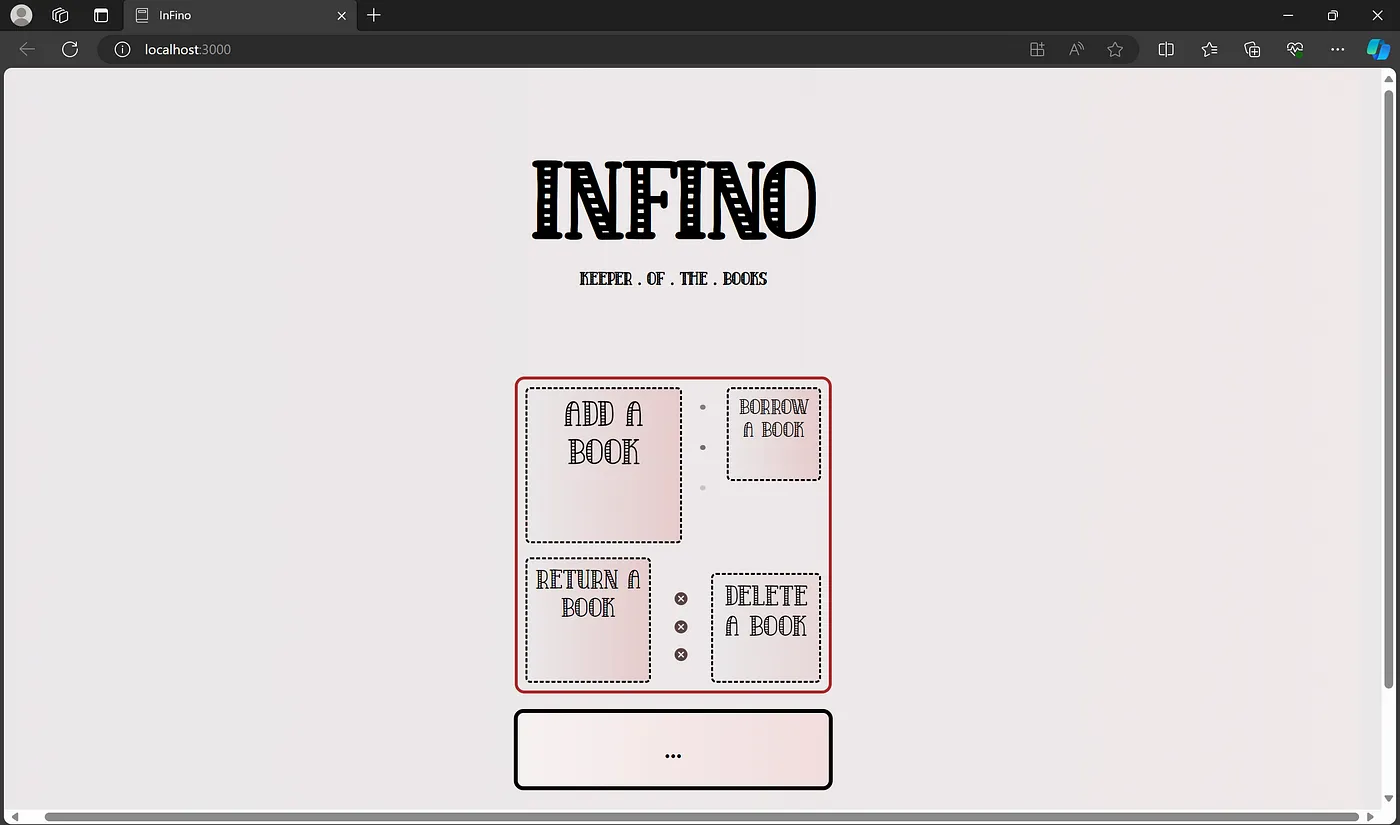 InFino
localhost:3000
INFINO
KEEPER . OF . THE . BOOKS
ADD A
BOOK
BORROW
A BOOK
RETURN A
BOOK
DELETE
A BOOK
...